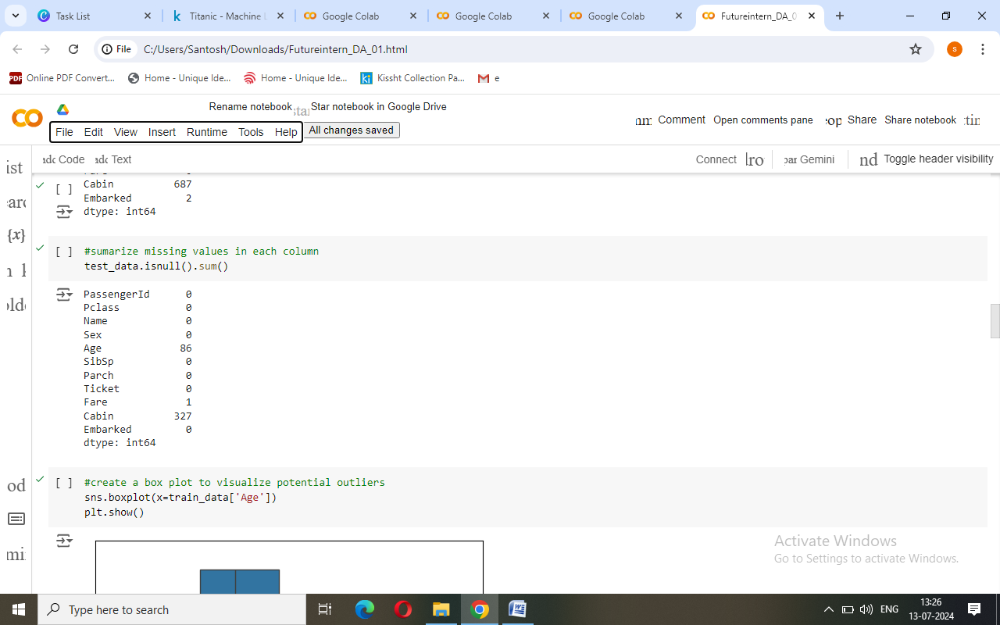 Task List
Titanic - Machine L
Google Colab
Google Colab
Google Colab
Futureintern_DA_0
File C:/Users/Santosh/Downloads/Futureintern_DA_01.html
s
PDF Online PDF Convert...
Home - Unique Ide...
Home - Unique Ide...
ki Kissht Collection Pa...
e
Rename notebook
Star notebook in Google Drive
File Edit View Insert Runtime Tools Help All changes saved
Comment Open comments pane Share Share notebook
Code Text
Connect Gemini Toggle header visibility
[ ] Cabin 687
Embarked 2
dtype: int64
{x}
[ ] #sumarize missing values in each column
test_data.isnull().sum()
PassengerId 0
Pclass 0
Name 0
Sex 0
Age 86
SibSp 0
Parch 0
Ticket 0
Fare 1
Cabin 327
Embarked 0
dtype: int64
[ ] #create a box plot to visualize potential outliers
sns.boxplot(x=train_data['Age'])
plt.show()
Activate Windows
Go to Settings to activate Windows.
Type here to search
ENG
13:26
13-07-2024